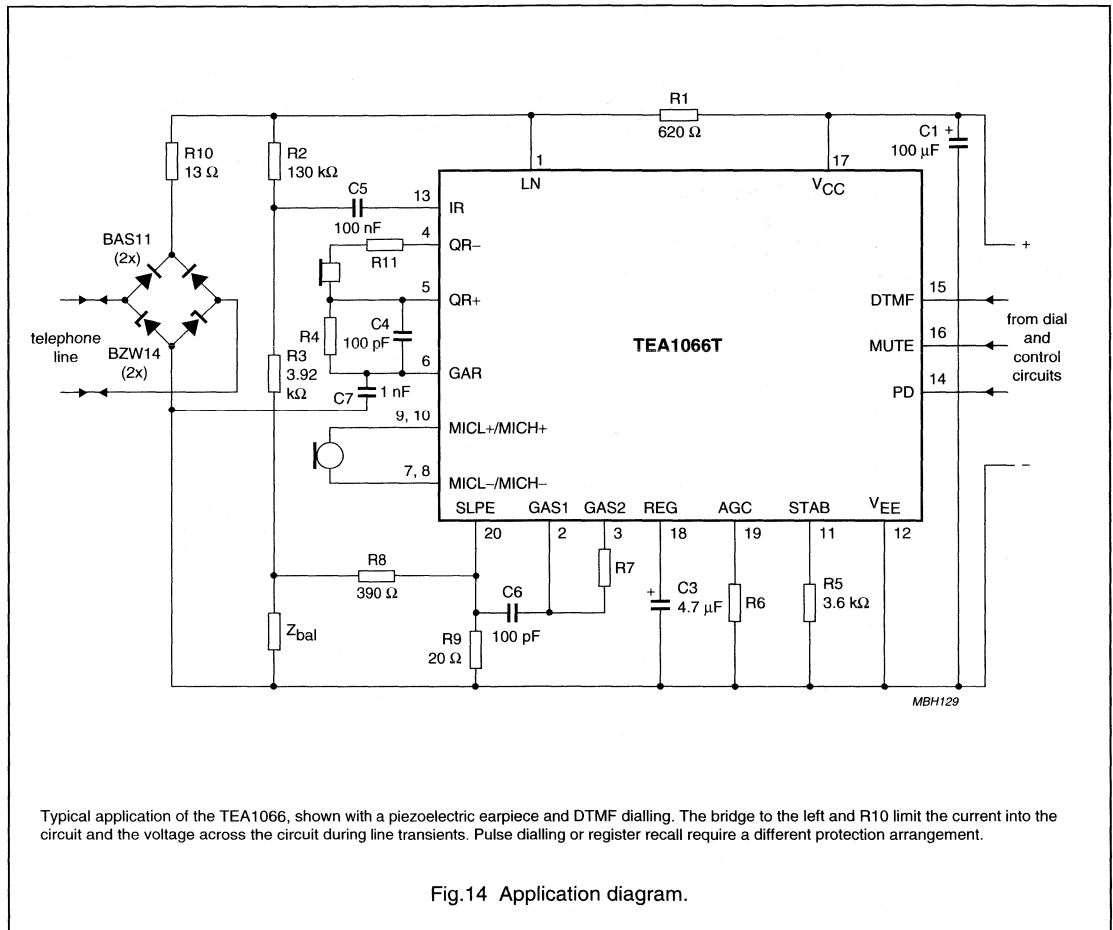 R1
620 Ω
C1 +
100 µF
R10
13 Ω
R2
130 kΩ
1
LN
17
VCC
C5
100 nF
13
IR
4
QR−
R11
+
BAS11
(2x)
5
QR+
15
DTMF
R4
C4
100 pF
16
MUTE
from dial
and
control
circuits
telephone
line
BZW14
(2x)
R3
3.92
kΩ
TEA1066T
6
GAR
14
PD
C7
1 nF
9, 10
MICL+/MICH+
7, 8
MICL−/MICH−
−
SLPE
GAS1
GAS2
REG
AGC
STAB
VEE
20
2
3
18
19
11
12
R8
390 Ω
R7
+
C3
4.7 µF
R6
R5
3.6 kΩ
C6
100 pF
Zbal
R9
20 Ω
MBH129
Typical application of the TEA1066, shown with a piezoelectric earpiece and DTMF dialling. The bridge to the left and R10 limit the current into the
circuit and the voltage across the circuit during line transients. Pulse dialling or register recall require a different protection arrangement.
Fig.14 Application diagram.